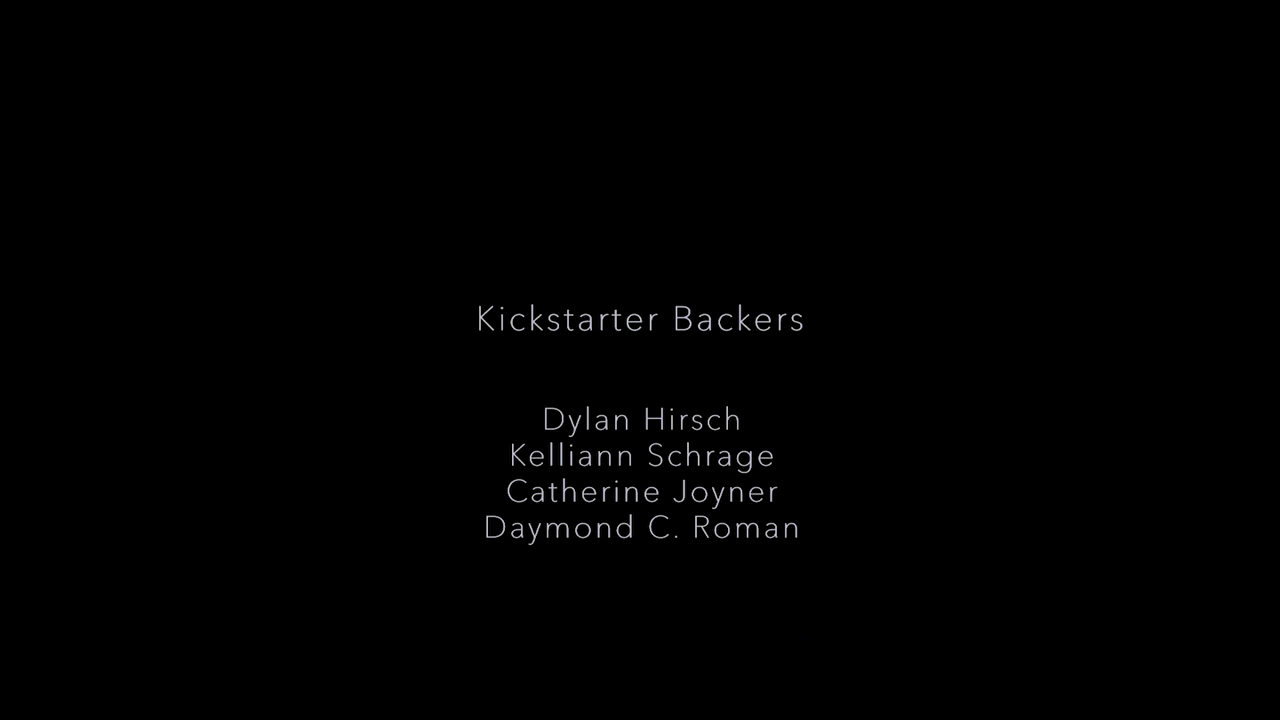 Kickstarter Backers
Dylan Hirsch
Kelliann Schrage
Catherine Joyner
Daymond C. Roman